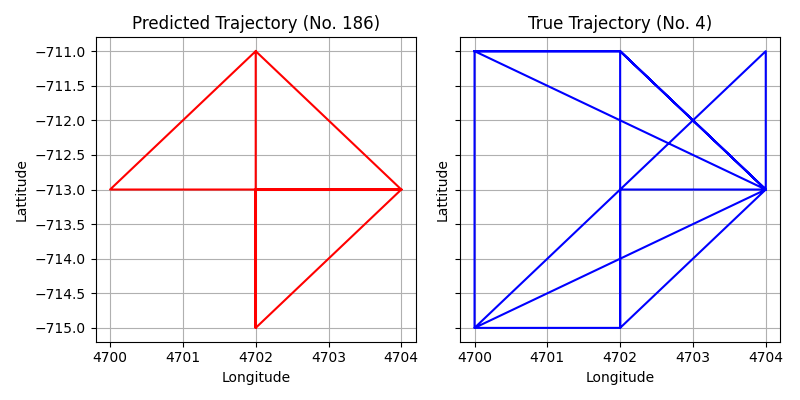 Predicted Trajectory (No. 186)
True Trajectory (No. 4)
Lattitude
−711.0
−711.5
−712.0
−712.5
−713.0
−713.5
−714.0
−714.5
−715.0
4700 4701 4702 4703 4704
Longitude
Lattitude
4700 4701 4702 4703 4704
Longitude